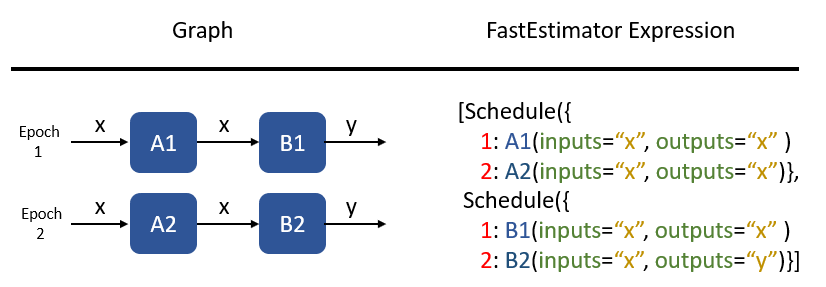 Graph
FastEstimator Expression
Epoch
1
x
A1
x
B1
y
Epoch
2
x
A2
x
B2
y
[Schedule({
1: A1(inputs=“x”, outputs=“x” )
2: A2(inputs=“x”, outputs=“x”)},
Schedule({
1: B1(inputs=“x”, outputs=“x” )
2: B2(inputs=“x”, outputs=“y”)}]